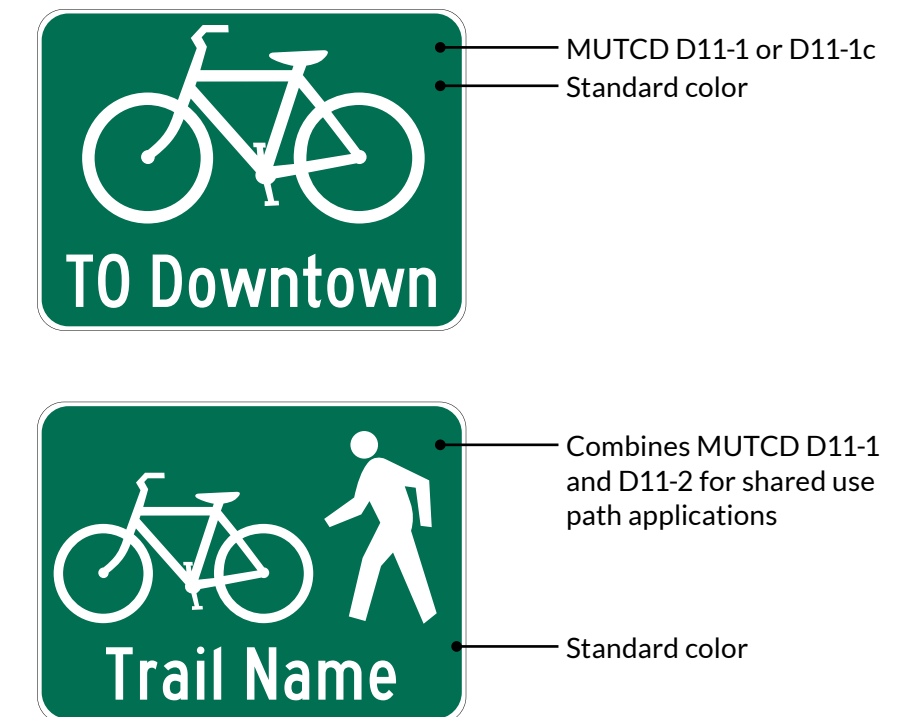 MUTCD D11-1 or D11-1c
Standard color
TO Downtown
Combines MUTCD D11-1
and D11-2 for shared use
path applications
Standard color
Trail Name